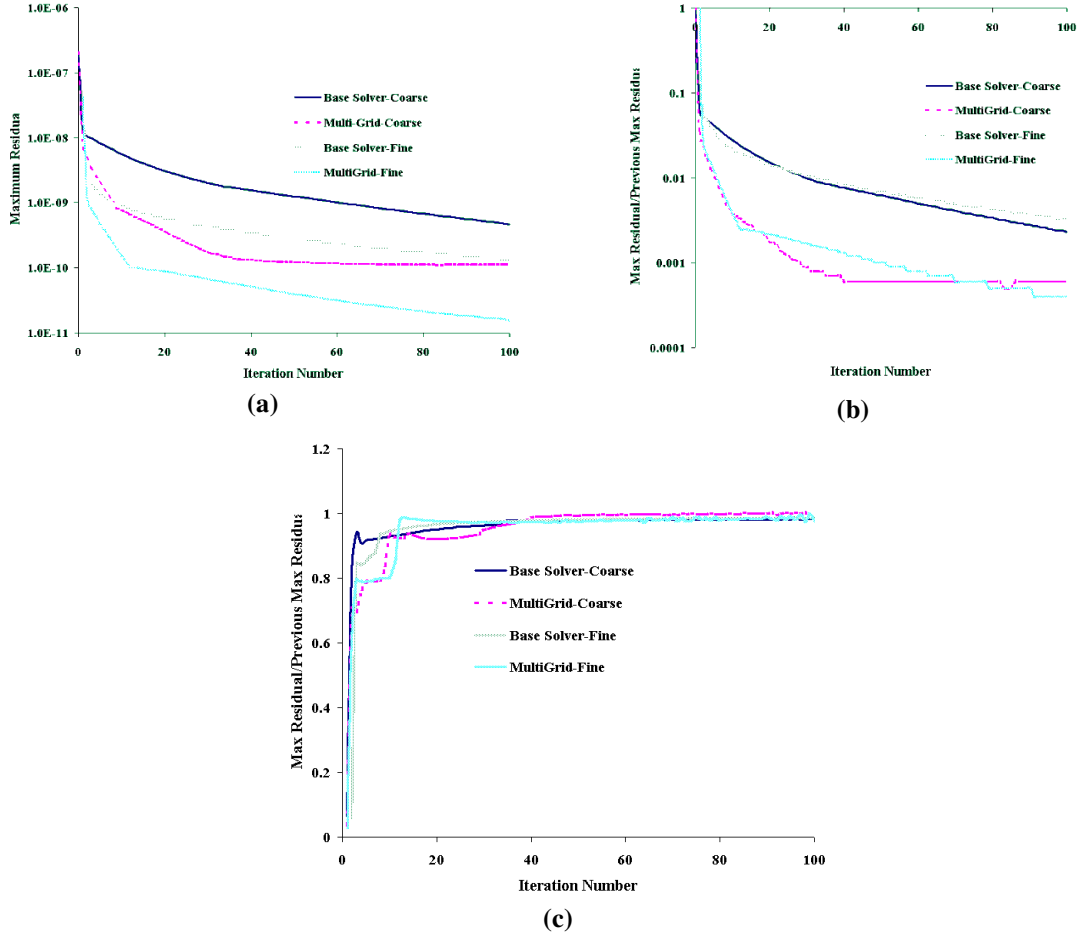 1.0E-06
1.0E-07
1.0E-08
1.0E-09
1.0E-10
1.0E-11
Maximum Residua
0
20
40
60
80
100
Iteration Number
Base Solver-Coarse
Multi-Grid-Coarse
Base Solver-Fine
MultiGrid-Fine
(a)
1
0.1
0.01
0.001
0.0001
Max Residual/Previous Max Residua
0
20
40
60
80
100
Base Solver-Coarse
MultiGrid-Coarse
Base Solver-Fine
MultiGrid-Fine
Iteration Number
(b)
1.2
1
0.8
0.6
0.4
0.2
0
Max Residual/Previous Max Residua
0
20
40
60
80
100
Base Solver-Coarse
MultiGrid-Coarse
Base Solver-Fine
MultiGrid-Fine
Iteration Number
(c)